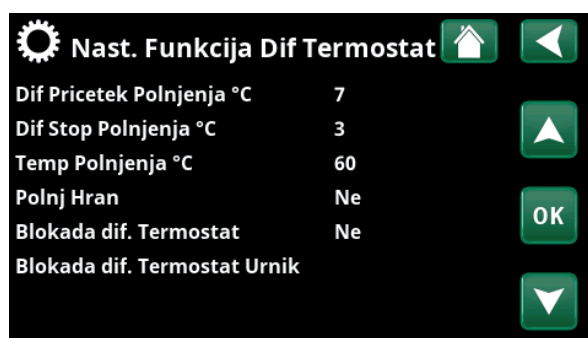 Nast. Funkcija Dif Termostat
Dif Pricetek Polnjenja °C 7
Dif Stop Polnjenja °C 3
Temp Polnjenja °C 60
Polnj Hran Ne
OK
Blokada dif. Termostat Ne
Blokada dif. Termostat Urnik